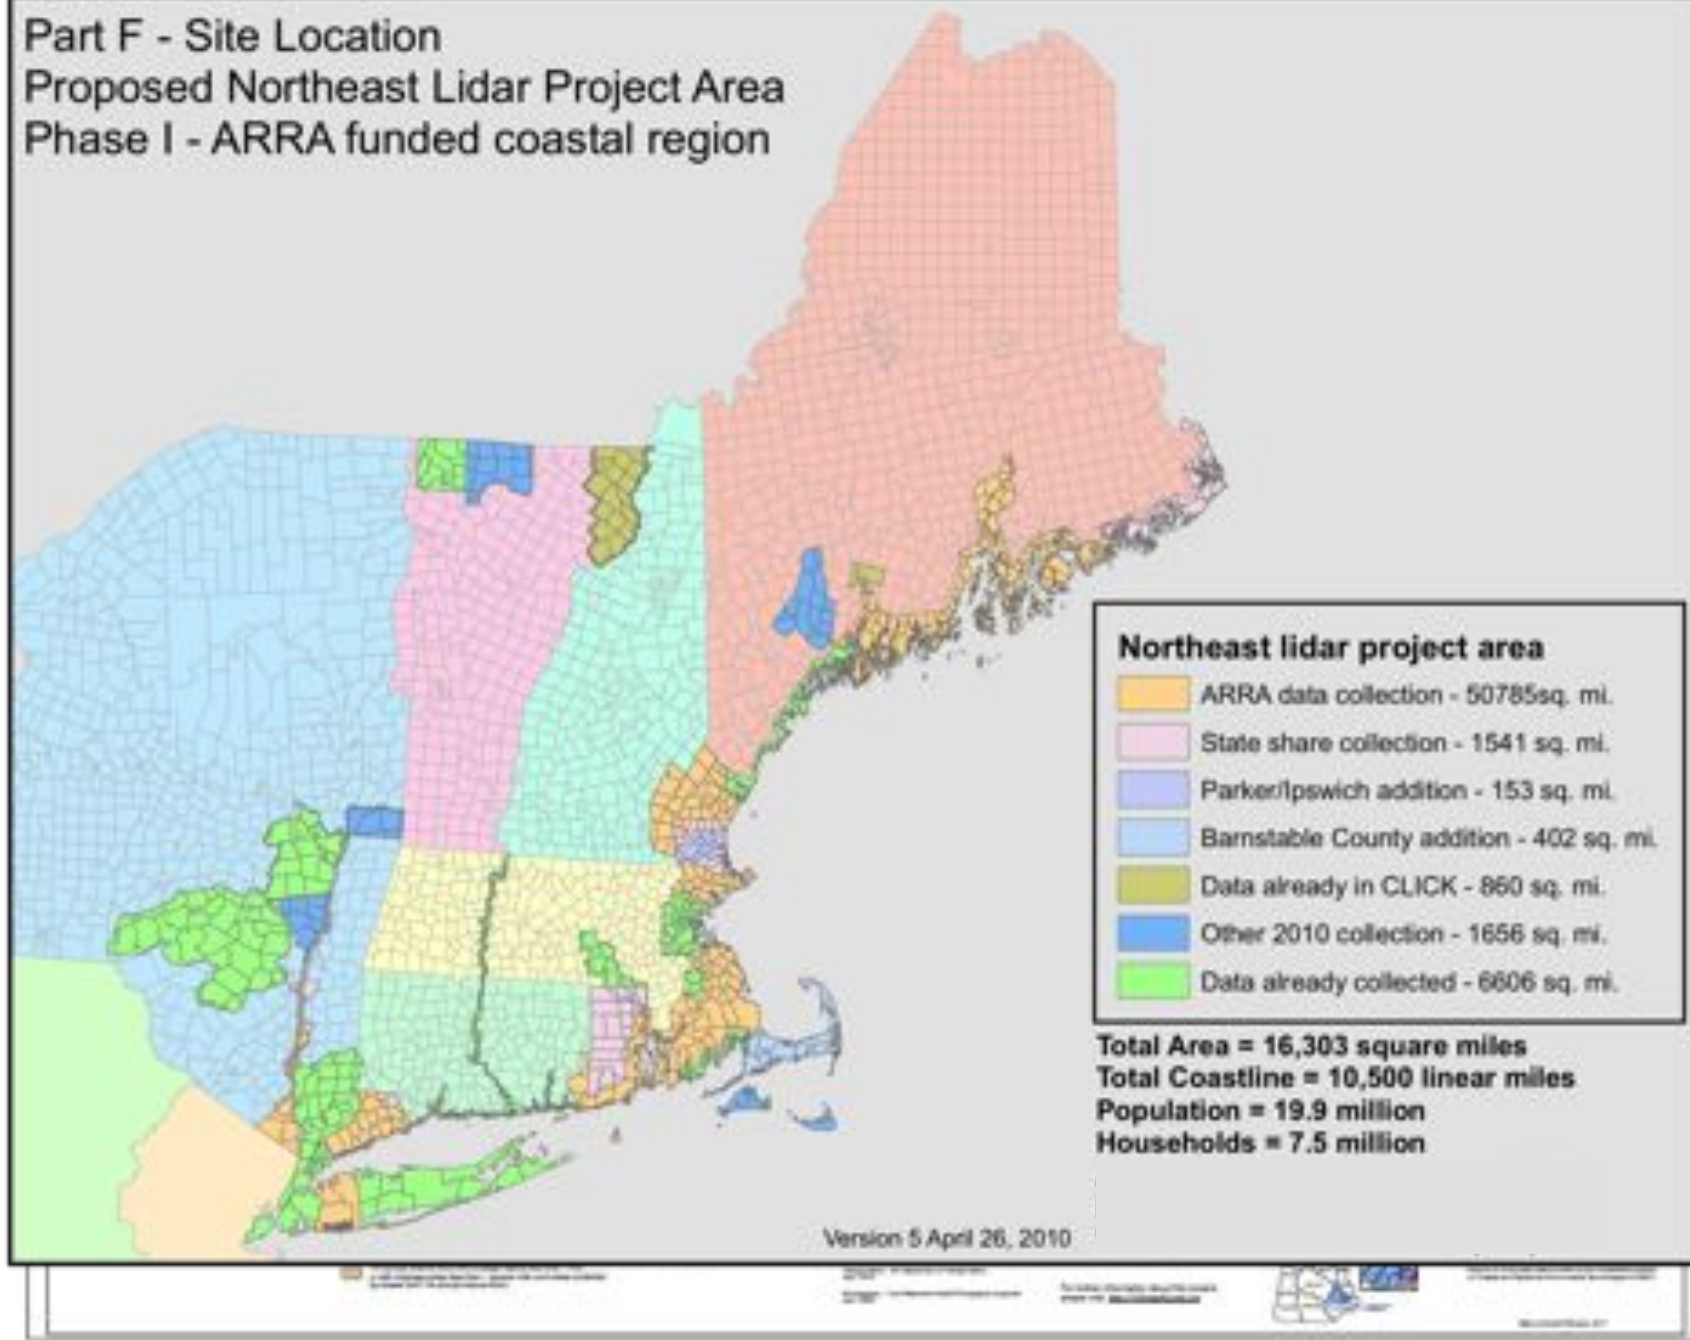 Part F - Site Location
Proposed Northeast Lidar Project Area
Phase I - ARRA funded coastal region
Northeast lidar project area
ARRA data collection - 50785sq. mi.
State share collection - 1541 sq. mi.
Parker/Ipswich addition - 153 sq. mi.
Barnstable County addition - 402 sq. mi.
Data already in CLICK - 860 sq. mi.
Other 2010 collection - 1656 sq. mi.
Data already collected - 6606 sq. mi.
Total Area = 16,303 square miles
Total Coastline = 10,500 linear miles
Population = 19.9 million
Households = 7.5 million
Version 5 April 26, 2010